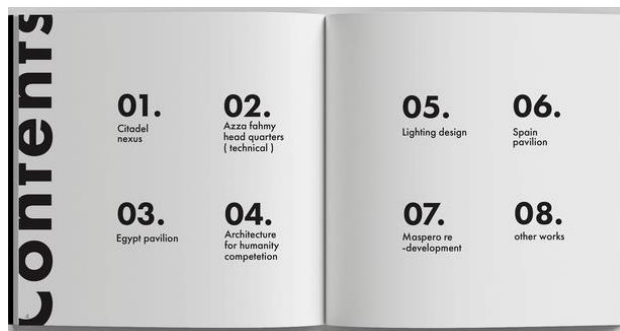 Contents
01.
Citadel
nexus
02.
Azza fahmy
head quarters
( technical )
03.
Egypt pavilion
04.
Architecture
for humanity
competetion
05.
Lighting design
06.
Spain
pavilion
07.
Maspero re
-development
08.
other works